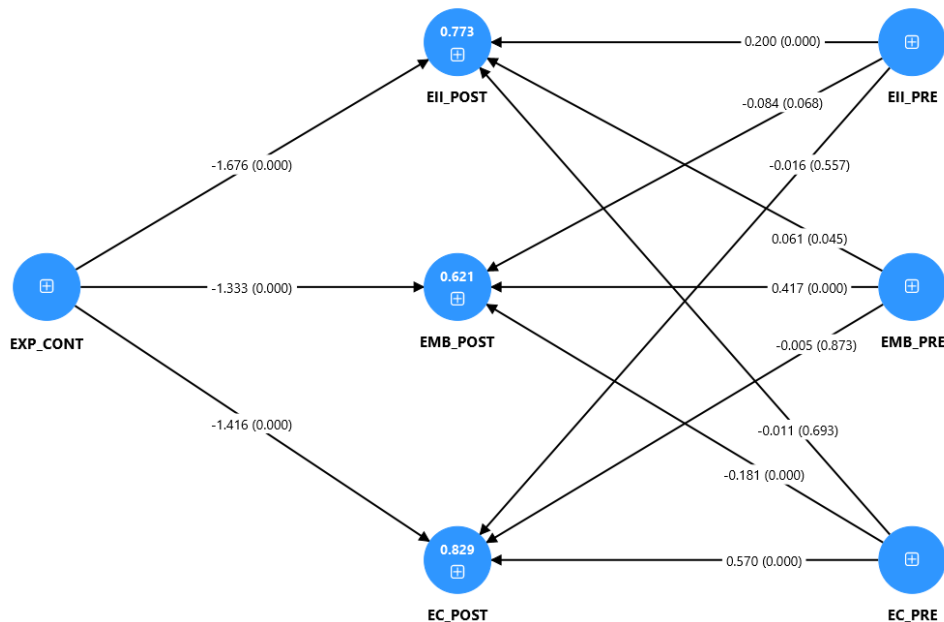 0.773
0.200 (0.000)
EII_POST
EII_PRE
-0.084 (0.068)
-1.676 (0.000)
-0.016 (0.557)
0.061 (0.045)
0.621
-1.333 (0.000)
0.417 (0.000)
EXP_CONT
EMB_POST
EMB_PRE
-0.005 (0.873)
-1.416 (0.000)
-0.011 (0.693)
-0.181 (0.000)
0.829
0.570 (0.000)
EC_POST
EC_PRE